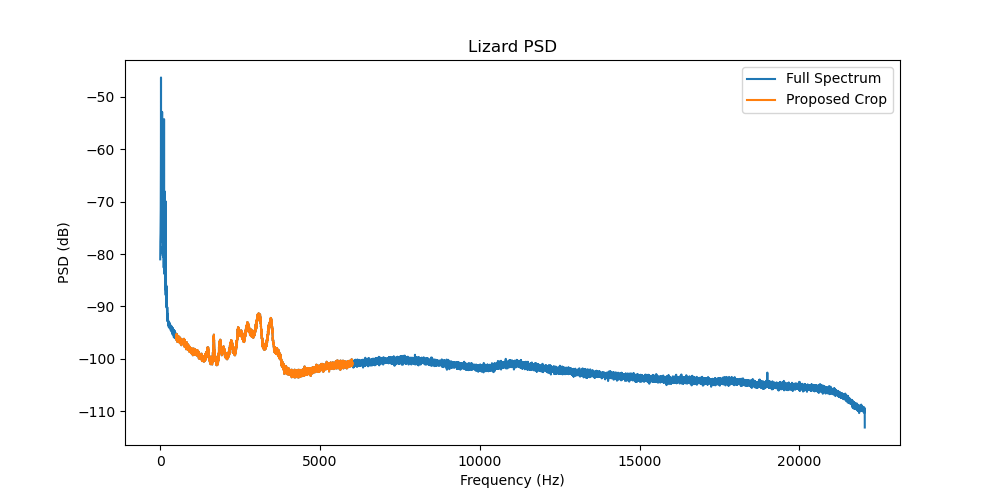 Lizard PSD
Full Spectrum
Proposed Crop
PSD (dB)
−50
−60
−70
−80
−90
−100
−110
0 5000 10000 15000 20000
Frequency (Hz)